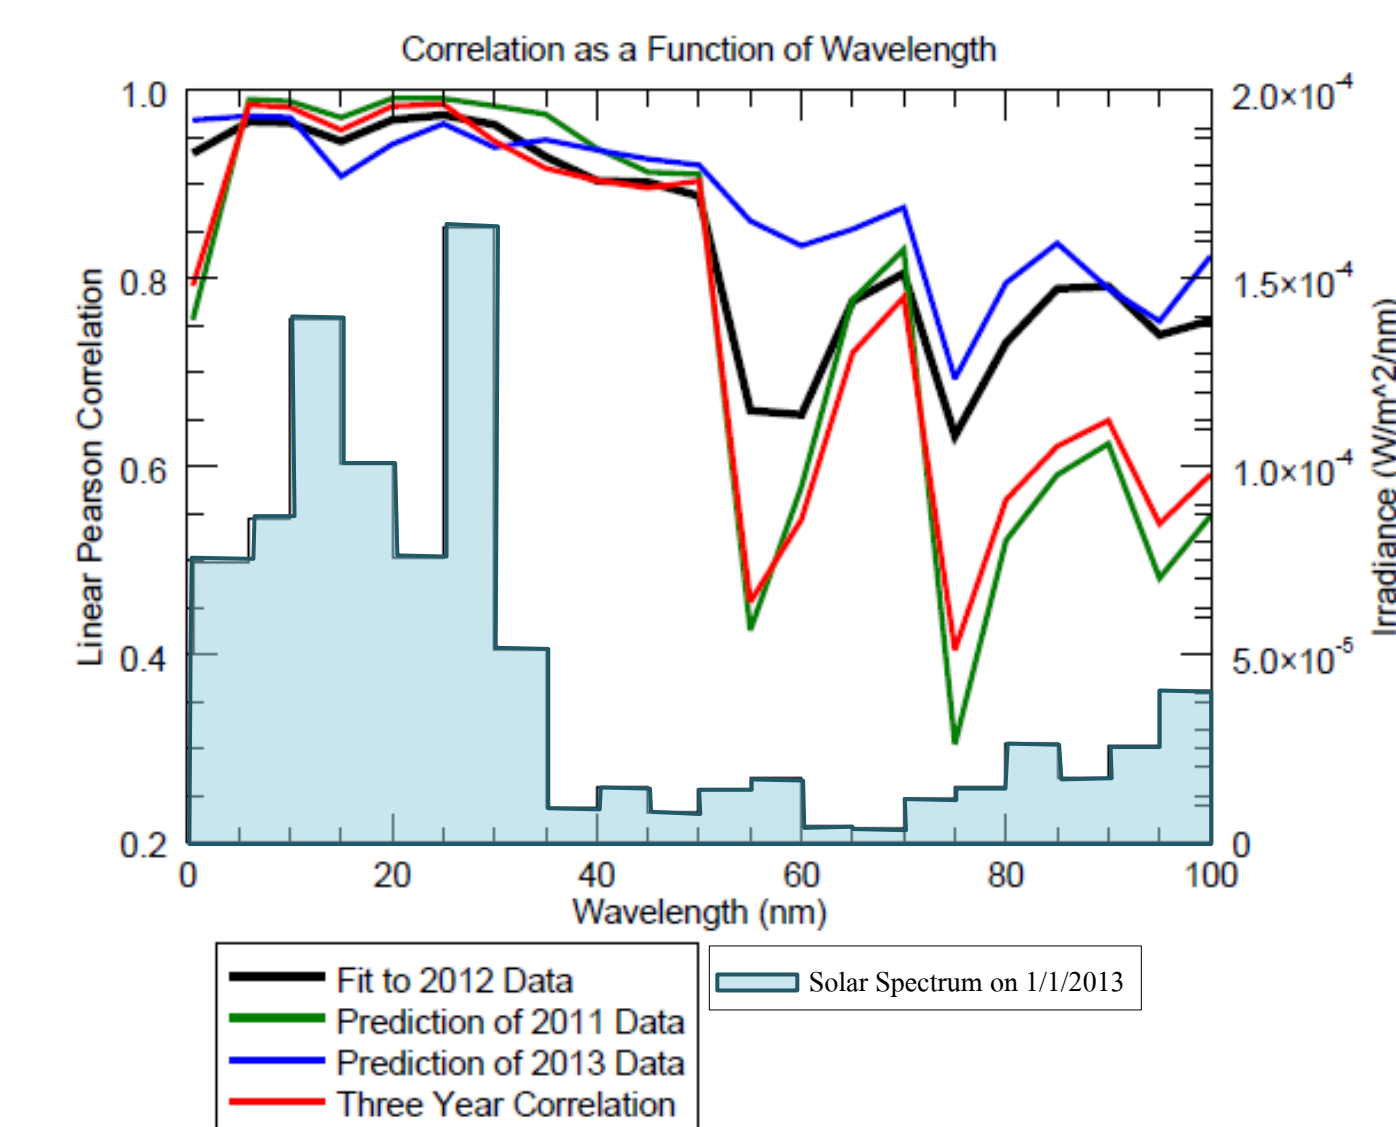 Correlation as a Function of Wavelength
1.0
0.8
0.6
0.4
0.2
Linear Pearson Correlation
2.0×10⁻⁴
1.5×10⁻⁴
1.0×10⁻⁴
5.0×10⁻⁵
0
Irradiance (W/m^2/nm)
0 20 40 60 80 100
Wavelength (nm)
Fit to 2012 Data
Prediction of 2011 Data
Prediction of 2013 Data
Three Year Correlation
Solar Spectrum on 1/1/2013